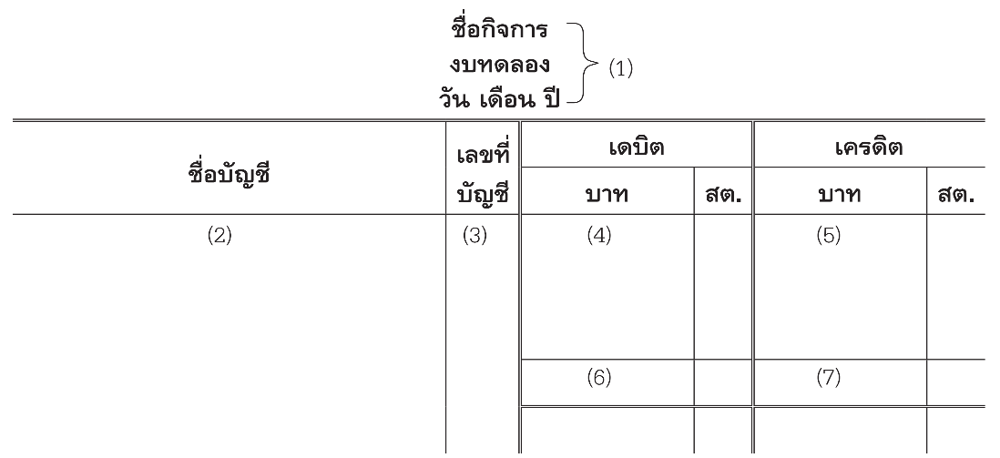 ชื่อกิจการ
งบทดลอง (1)
วัน เดือน ปี
ชื่อบัญชี เลขที่บัญชี เดบิต เครดิต
บาท สต. บาท สต.
(2) (3) (4) (5)
(6) (7)